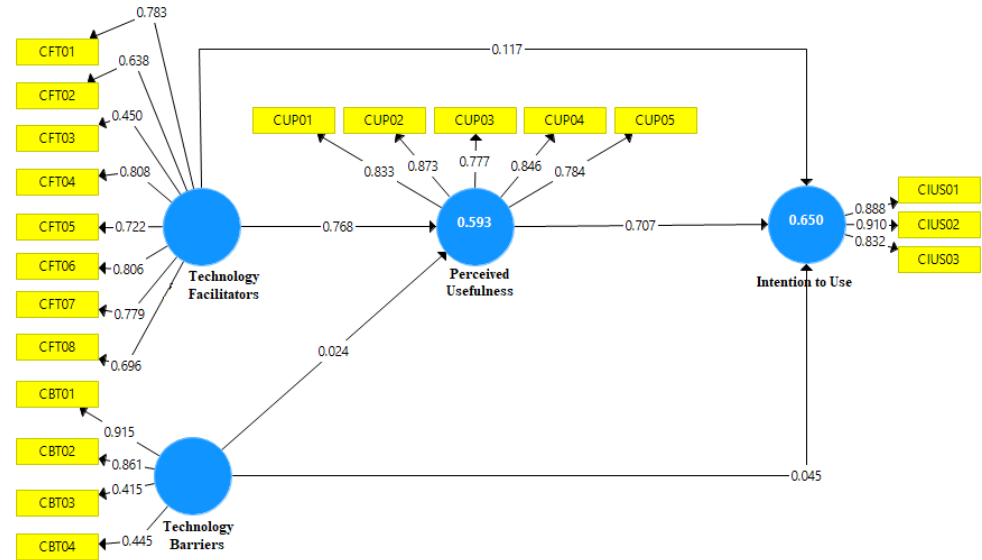 0.783
CFT01
0.638
CFT02
0.450
CFT03
CFT04
0.808
CFT05
0.722
CFT06
0.806
CFT07
0.779
CFT08
0.696
Technology
Facilitators
0.117
CUP01
CUP02
CUP03
CUP04
CUP05
0.833
0.873
0.777
0.846
0.784
0.768
0.593
Perceived
Usefulness
0.707
0.650
Intention to Use
0.888
CIUS01
0.910
CIUS02
0.832
CIUS03
0.024
CBT01
0.915
CBT02
0.861
CBT03
0.415
CBT04
0.445
Technology
Barriers
0.045